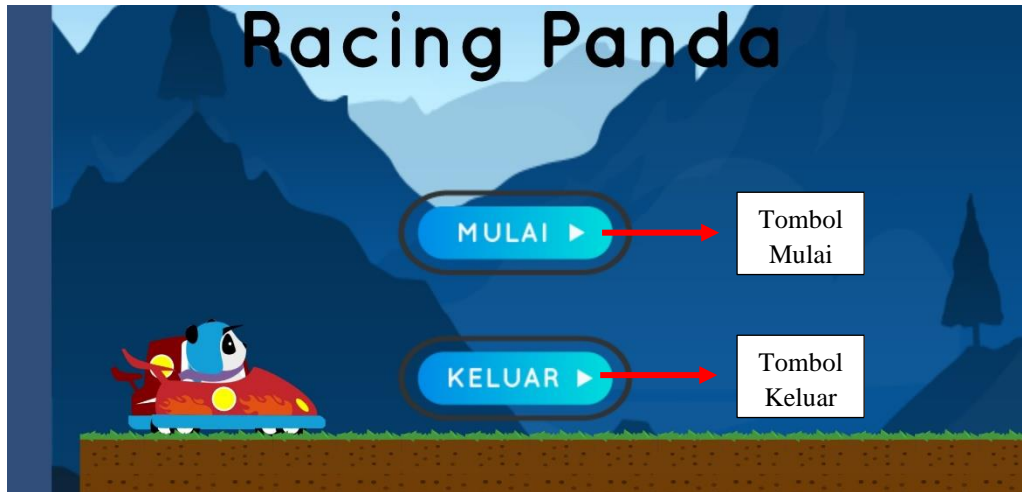 Racing Panda
MULAI
Tombol
Mulai
KELUAR
Tombol
Keluar